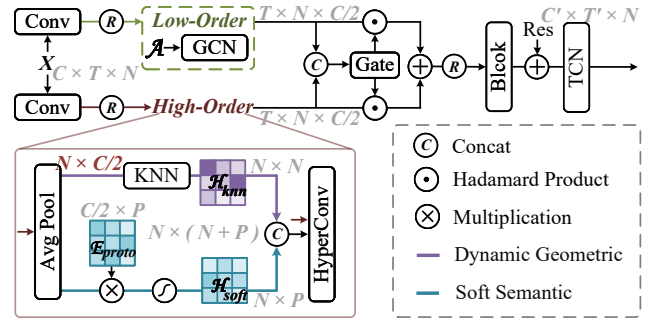 Conv
R
Low-Order
𝒜
GCN
T × N × C/2
C' × T' × N
X
C × T × N
C
Gate
R
Blcok
Res
TCN
Conv
R
High-Order
T × N × C/2
Avg Pool
N × C/2
KNN
ℋknn
N × N
C/2 × P
Eproto
N × ( N + P )
C
HyperConv
ℋsoft
N × P
C
Concat
Hadamard Product
Multiplication
Dynamic Geometric
Soft Semantic